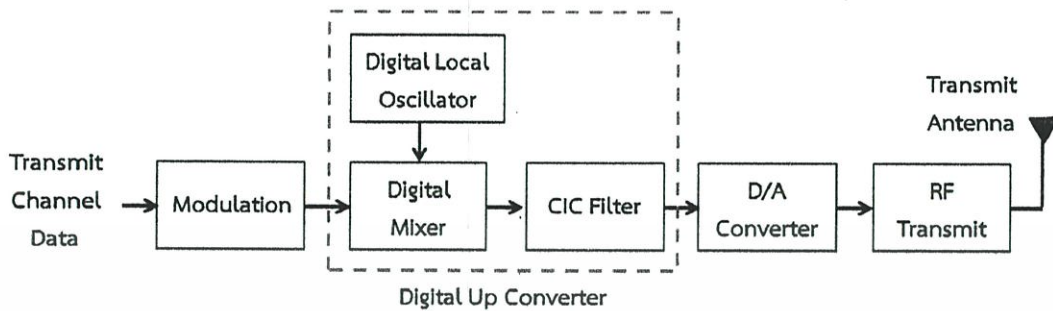 Digital Local
Oscillator
Transmit
Antenna
Transmit
Channel
Data
Modulation
Digital
Mixer
CIC Filter
D/A
Converter
RF
Transmit
Digital Up Converter